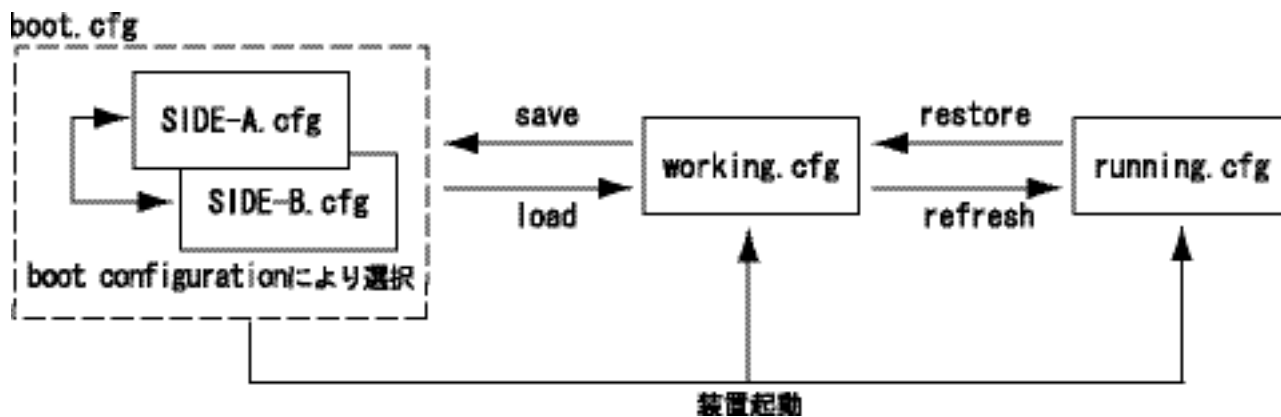 boot.cfg
SIDE-A.cfg
SIDE-B.cfg
boot configurationにより選択
save
load
working.cfg
restore
refresh
running.cfg
装置起動